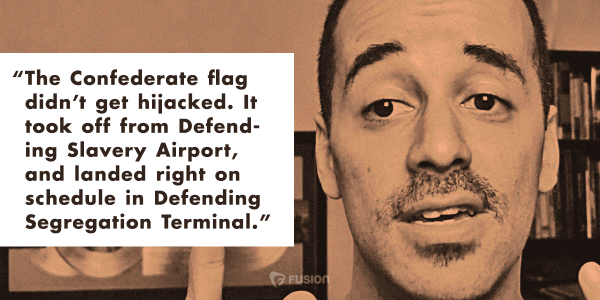 “The Confederate flag
didn’t get hijacked. It
took off from Defend-
ing Slavery Airport,
and landed right on
schedule in Defending
Segregation Terminal.”
FUSION